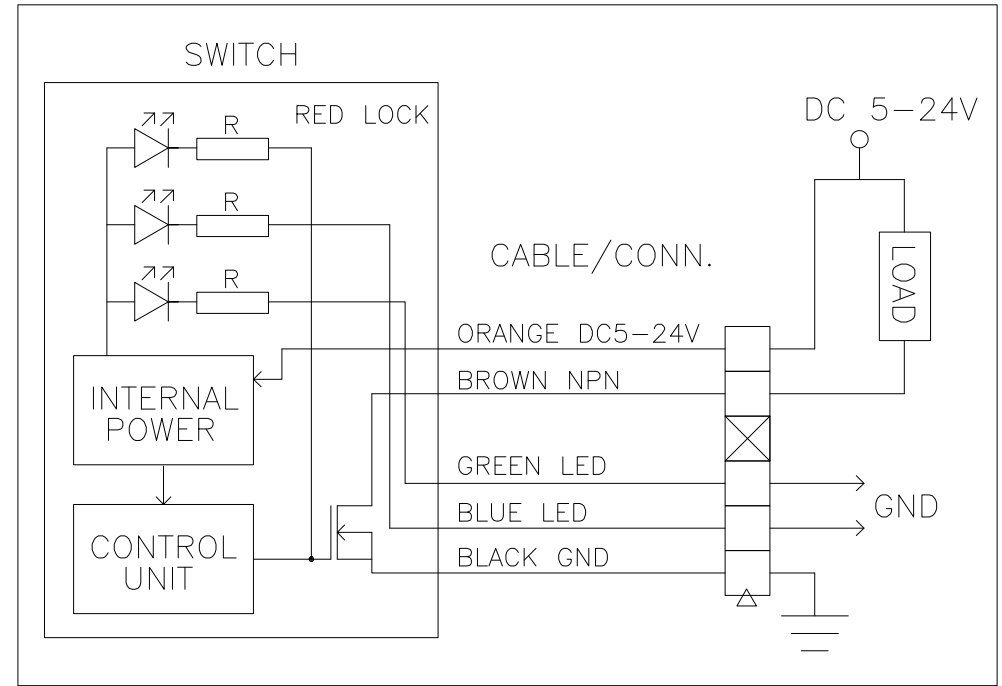 SWITCH
RED LOCK
R
R
R
DC 5-24V
LOAD
CABLE/CONN.
ORANGE DC5-24V
BROWN NPN
GREEN LED
BLUE LED
BLACK GND
INTERNAL
POWER
CONTROL
UNIT
GND